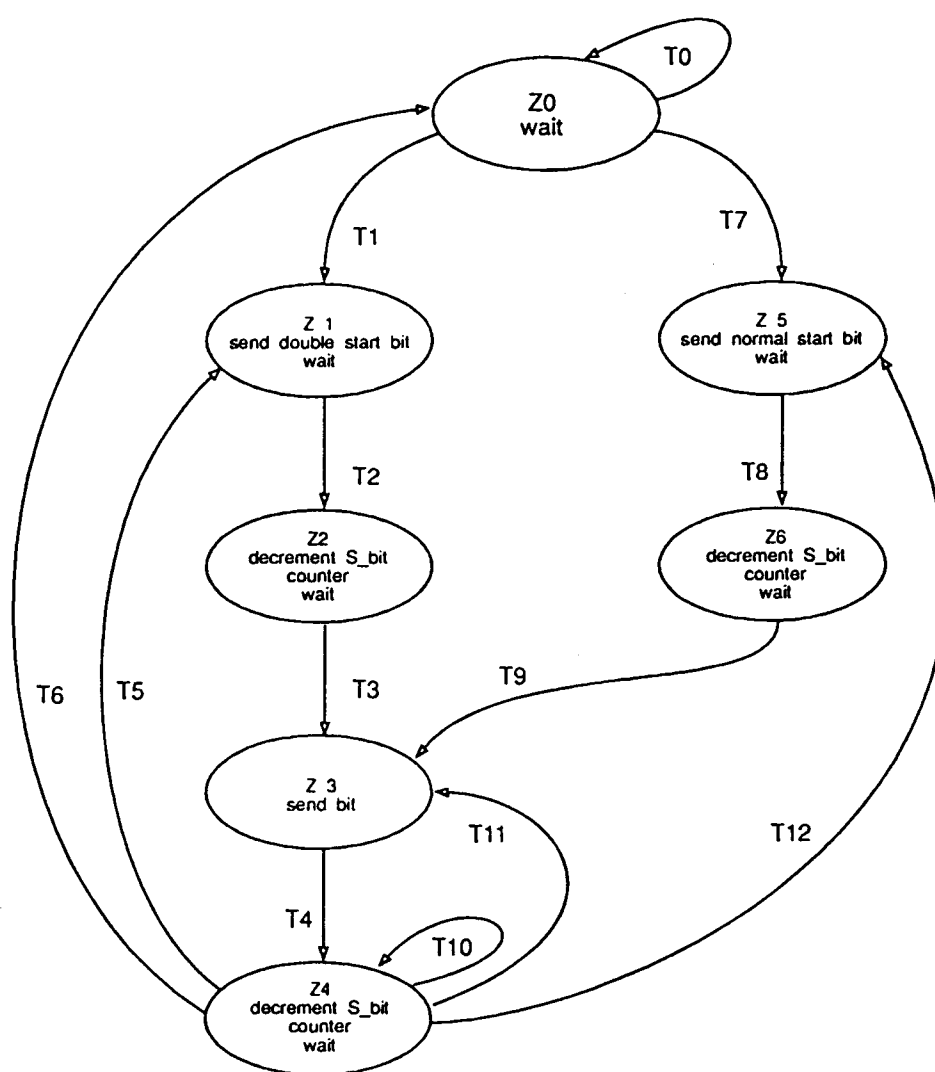 T0
Z0
wait
T1
T7
Z 1
send double start bit
wait
Z 5
send normal start bit
wait
T2
T8
Z2
decrement S_bit
counter
wait
Z6
decrement S_bit
counter
wait
T6
T5
T3
T9
Z 3
send bit
T11
T12
T4
T10
Z4
decrement S_bit
counter
wait